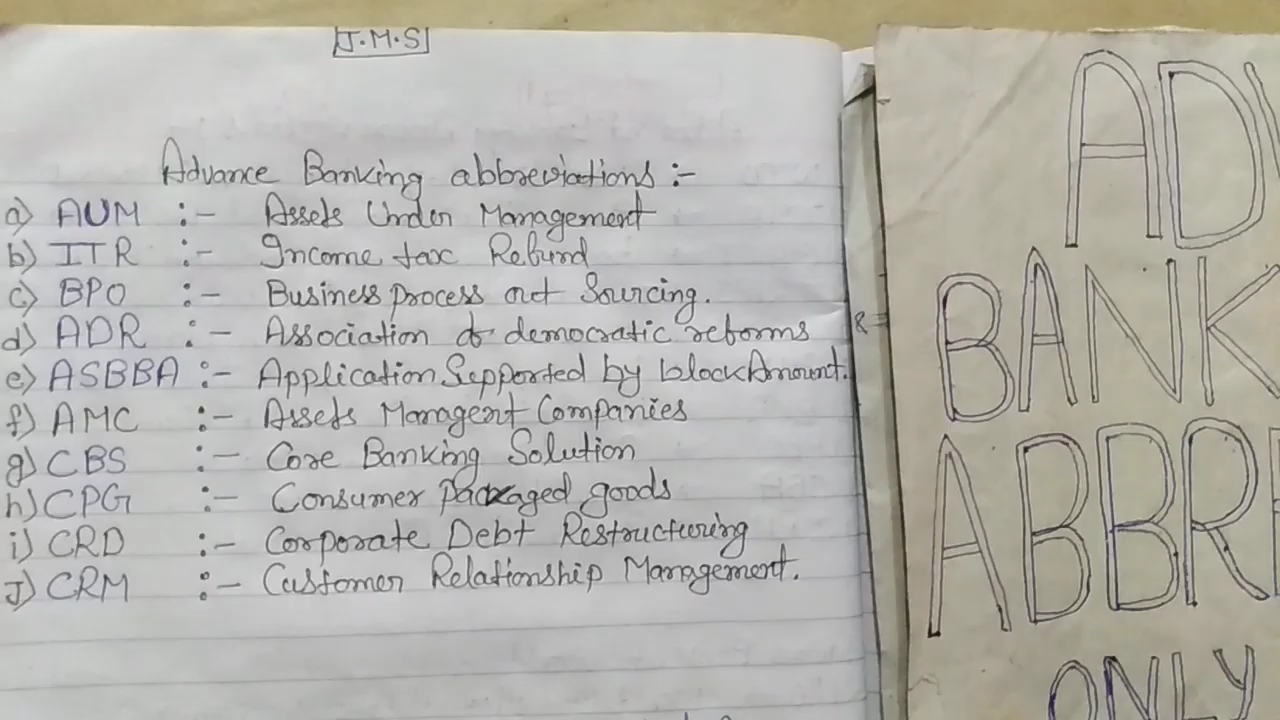 J.M.S
Advance Banking abbreviations :-
a) AUM :- Assets Under Management
b) ITR :- Income tax Refund
c) BPO :- Business process out Sourcing.
d) ADR :- Association of democratic reforms
e) ASBBA :- Application Supported by block Amount.
f) AMC :- Assets Managent Companies
g) CBS :- Core Banking Solution
h) CPG :- Consumer packaged goods
i) CRD :- Corporate Debt Restructuring
J) CRM :- Customer Relationship Management.
ADV
BANK
ABBRE
ONLY